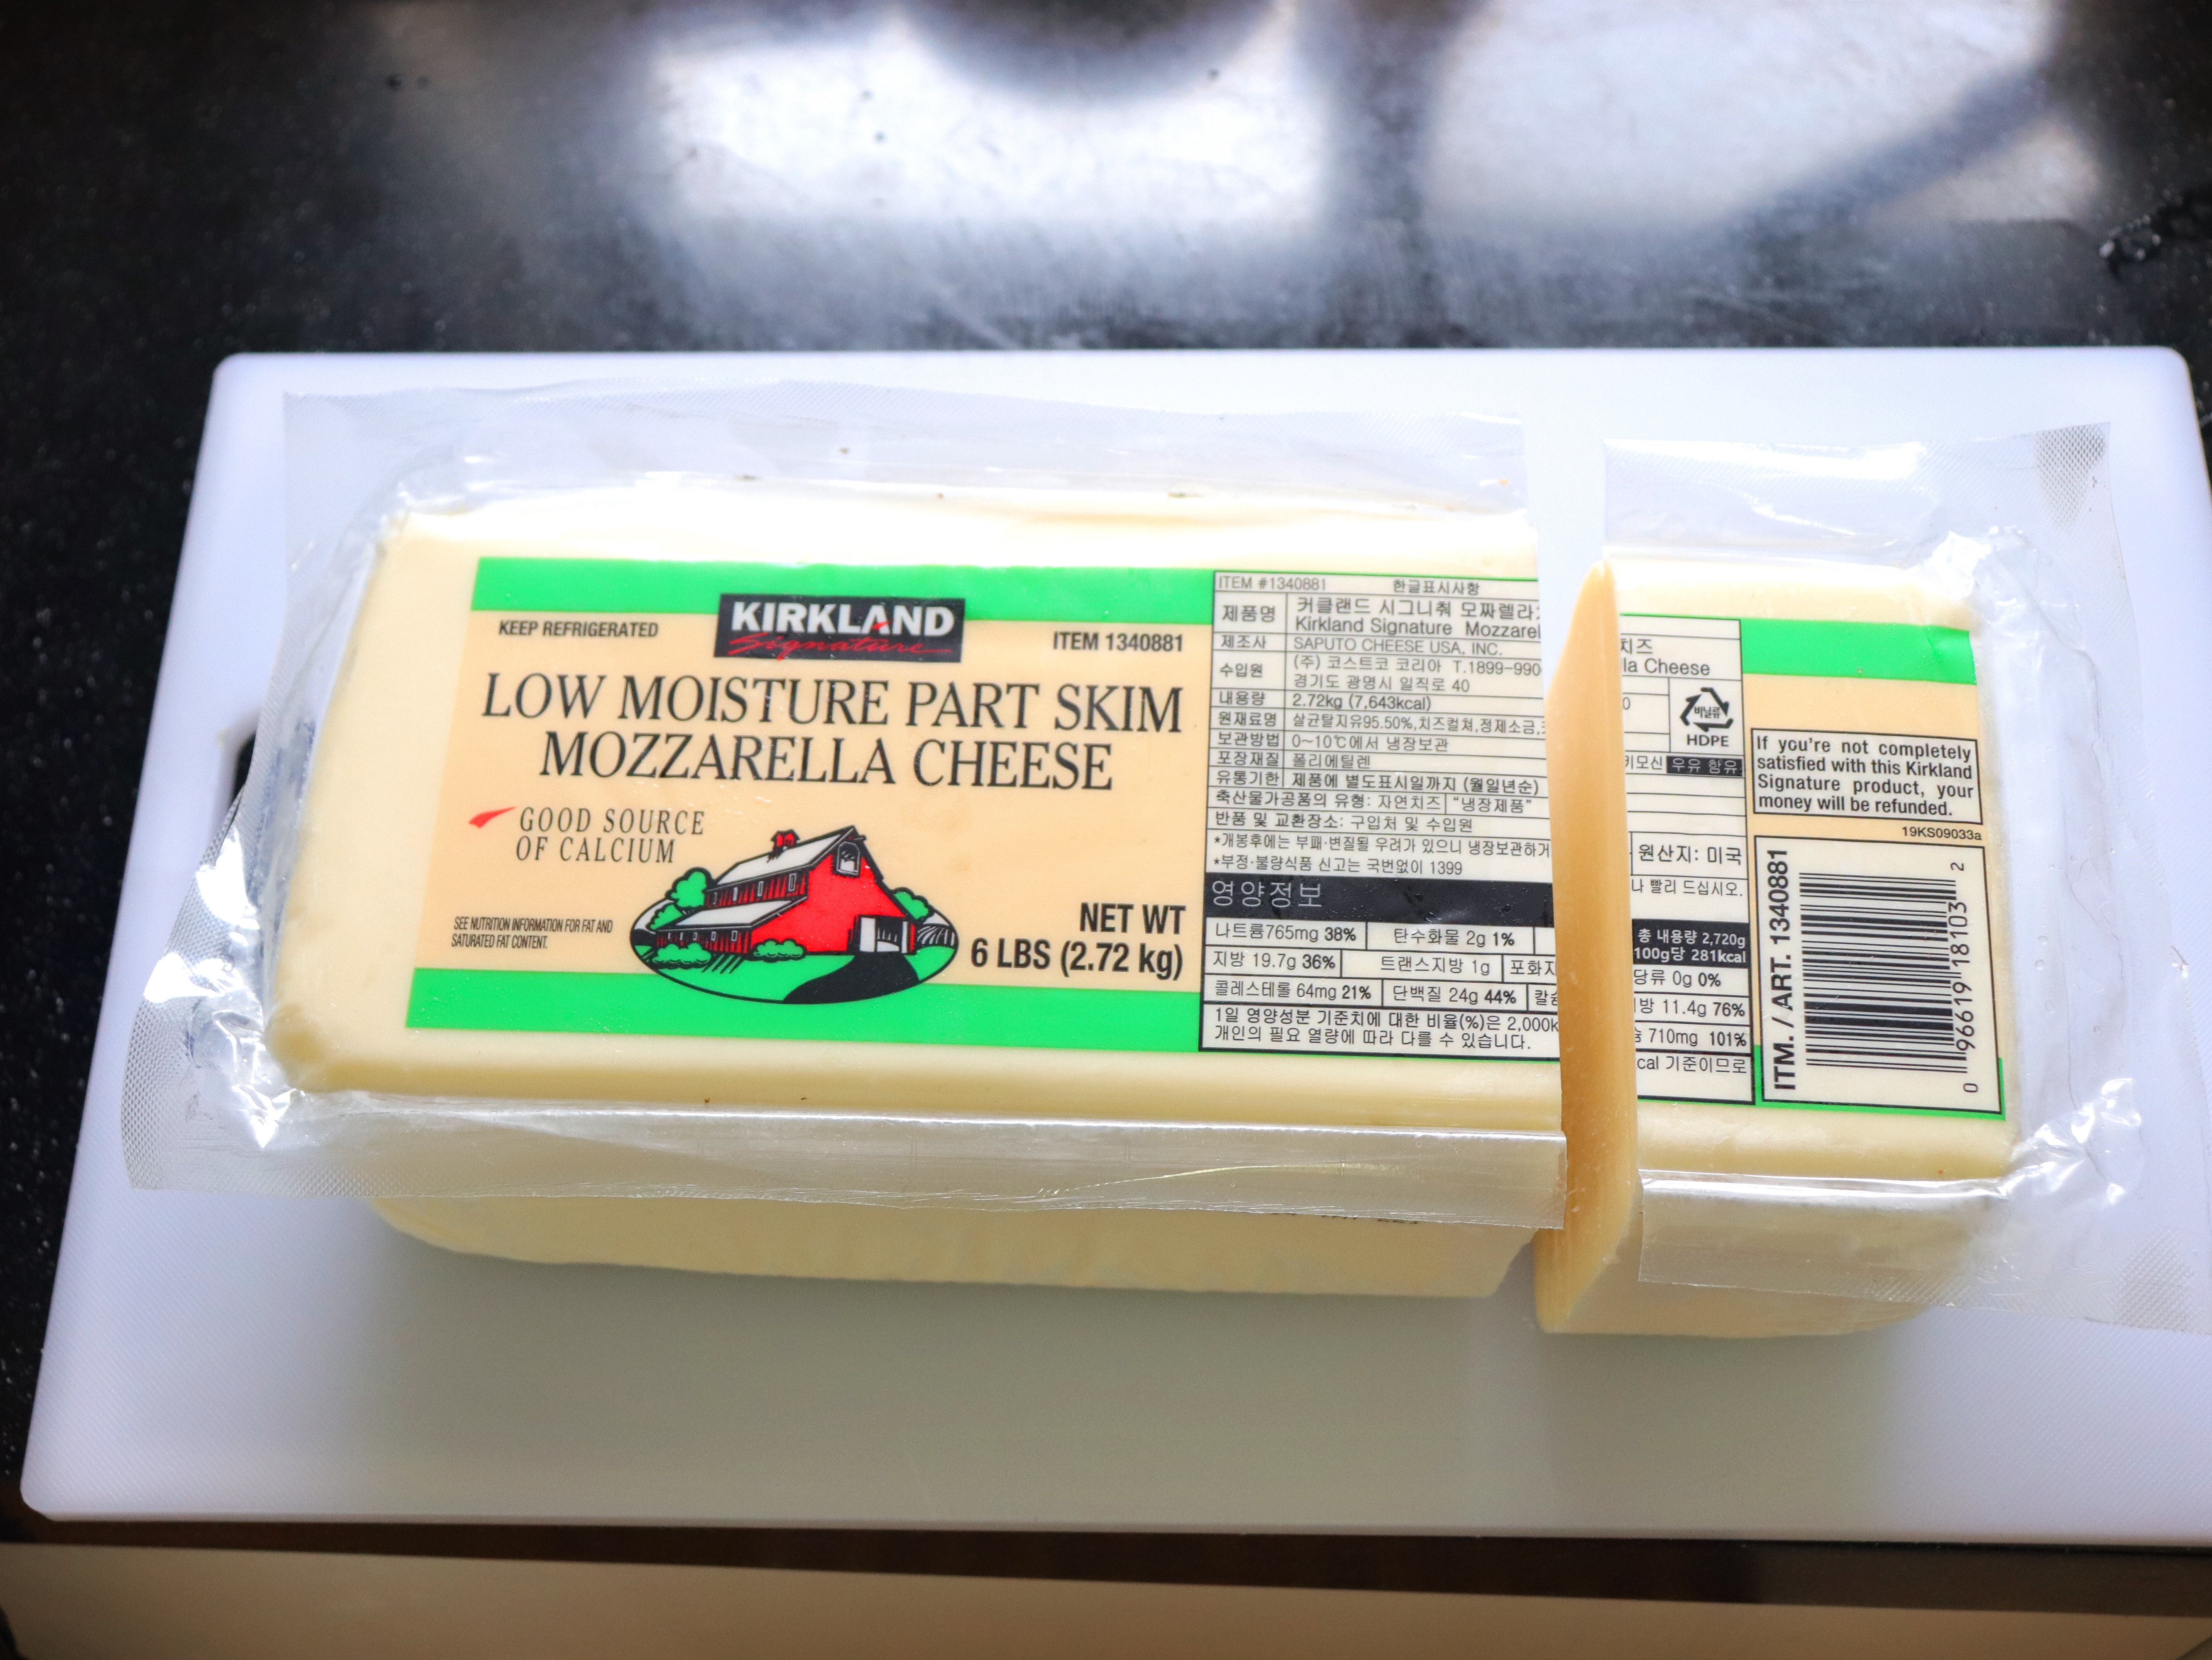 KIRKLAND
Signature
KEEP REFRIGERATED
ITEM 1340881
LOW MOISTURE PART SKIM
MOZZARELLA CHEESE
GOOD SOURCE
OF CALCIUM
SEE NUTRITION INFORMATION FOR FAT AND
SATURATED FAT CONTENT.
NET WT
6 LBS (2.72 kg)
ITEM #1340881 한글표시사항
제품명 커클랜드 시그니춰 모짜렐라 치즈
Kirkland Signature Mozzarella Cheese
제조사 SAPUTO CHEESE USA, INC.
수입원 (주) 코스트코 코리아 T.1899-990 0
경기도 광명시 일직로 40
내용량 2.72kg (7,643kcal)
원재료명 살균탈지유95.50%,치즈컬쳐,정제소금, 키모신 우유 함유
보관방법 0~10℃에서 냉장보관
포장재질 폴리에틸렌
유통기한 제품에 별도표시일까지 (월일년순)
축산물가공품의 유형: 자연치즈 "냉장제품" 원산지: 미국
반품 및 교환장소: 구입처 및 수입원
*개봉후에는 부패·변질될 우려가 있으니 냉장보관하거나 빨리 드십시오.
*부정·불량식품 신고는 국번없이 1399
비닐류
HDPE
영양정보 총 내용량 2,720g
100g당 281kcal
나트륨765mg 38% 탄수화물 2g 1% 당류 0g 0%
지방 19.7g 36% 트랜스지방 1g 포화지방 11.4g 76%
콜레스테롤 64mg 21% 단백질 24g 44% 칼슘 710mg 101%
1일 영양성분 기준치에 대한 비율(%)은 2,000kcal 기준이므로
개인의 필요 열량에 따라 다를 수 있습니다.
If you're not completely
satisfied with this Kirkland
Signature product, your
money will be refunded.
19KS09033a
ITM. / ART. 1340881
0 96619 18103 2